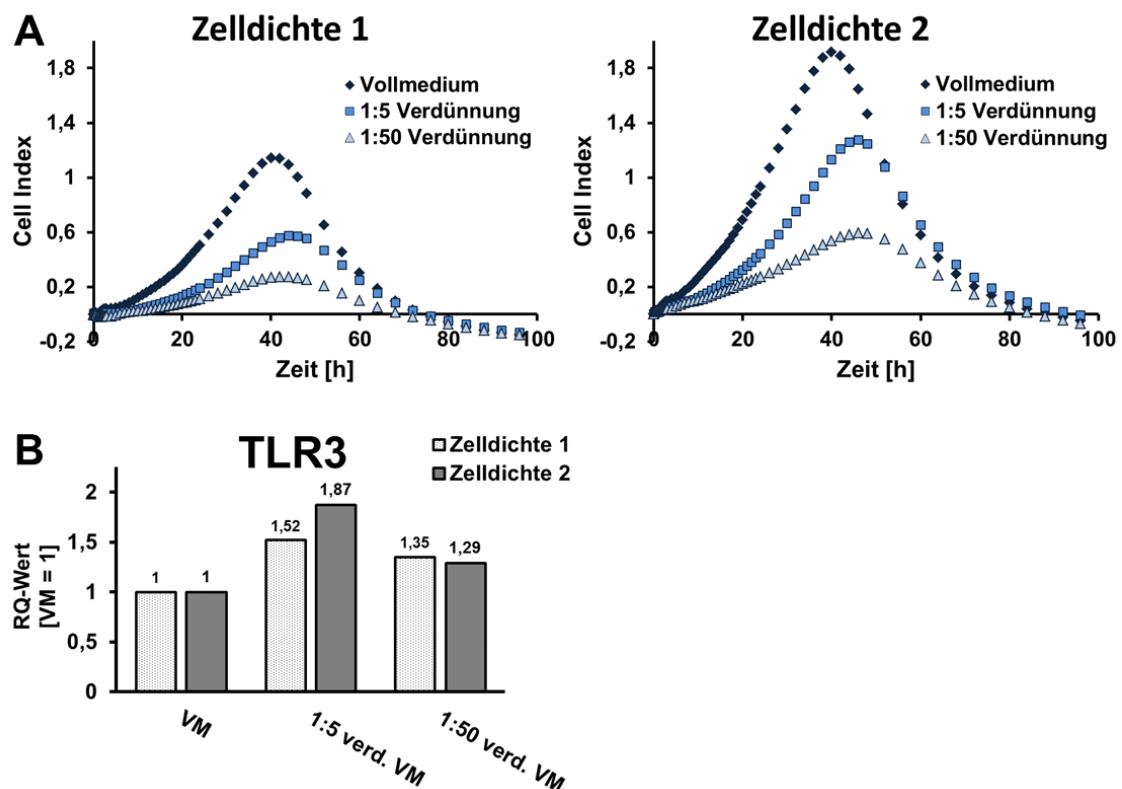 A
Zelldichte 1
Zelldichte 2
1,8
1,4
1
0,6
0,2
-0,2
Cell Index
0
20
40
60
80
100
Zeit [h]
Vollmedium
1:5 Verdünnung
1:50 Verdünnung
1,8
1,4
1
0,6
0,2
-0,2
Cell Index
0
20
40
60
80
100
Zeit [h]
Vollmedium
1:5 Verdünnung
1:50 Verdünnung
B
TLR3
Zelldichte 1
Zelldichte 2
RQ-Wert
[VM = 1]
2
1,5
1
0,5
0
1
1
1,52
1,87
1,35
1,29
VM
1:5 verd. VM
1:50 verd. VM